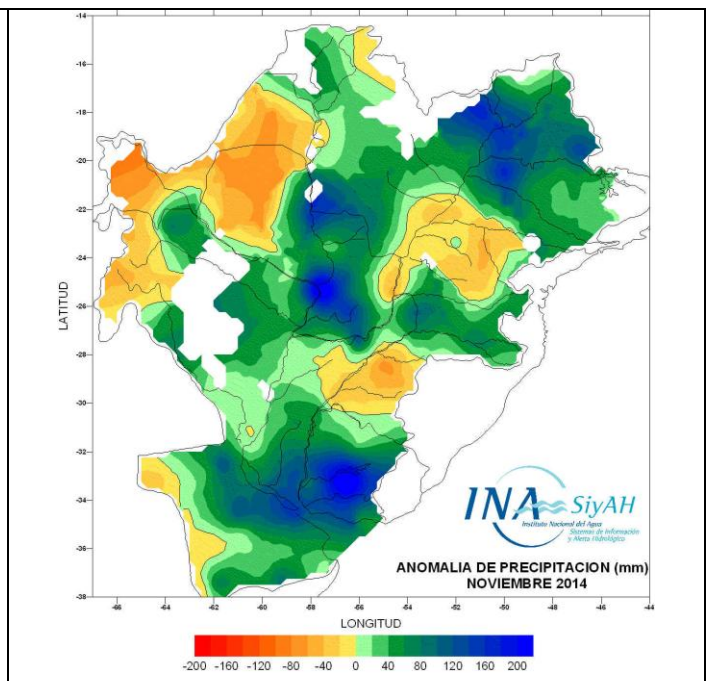 -14
-16
-18
-20
-22
-24
-26
-28
-30
-32
-34
-36
-38
LATITUD
INA SiyAH
Instituto Nacional del Agua
Sistemas de Información
y Alerta Hidrológico
ANOMALIA DE PRECIPITACION (mm)
NOVIEMBRE 2014
-66 -64 -62 -60 -58 -56 -54 -52 -50 -48 -46 -44
LONGITUD
-200 -160 -120 -80 -40 0 40 80 120 160 200